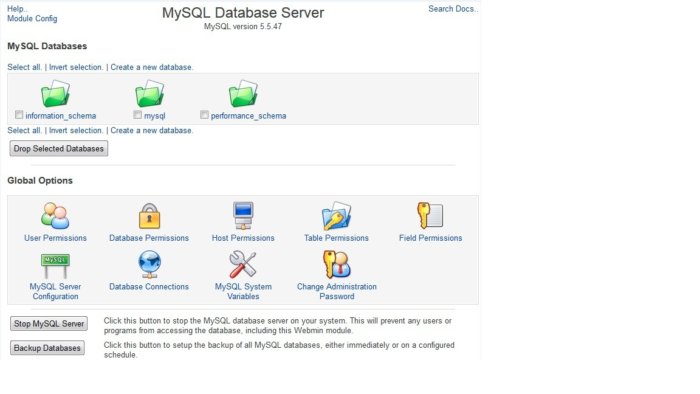 Help..
Module Config
MySQL Database Server
MySQL version 5.5.47
Search Docs..
MySQL Databases
Select all. | Invert selection. | Create a new database.
information_schema
mysql
performance_schema
Select all. | Invert selection. | Create a new database.
Drop Selected Databases
Global Options
User Permissions
Database Permissions
Host Permissions
Table Permissions
Field Permissions
MySQL
MySQL Server
Configuration
Database Connections
MySQL System
Variables
Change Administration
Password
Stop MySQL Server
Click this button to stop the MySQL database server on your system. This will prevent any users or
programs from accessing the database, including this Webmin module.
Backup Databases
Click this button to setup the backup of all MySQL databases, either immediately or on a configured
schedule.